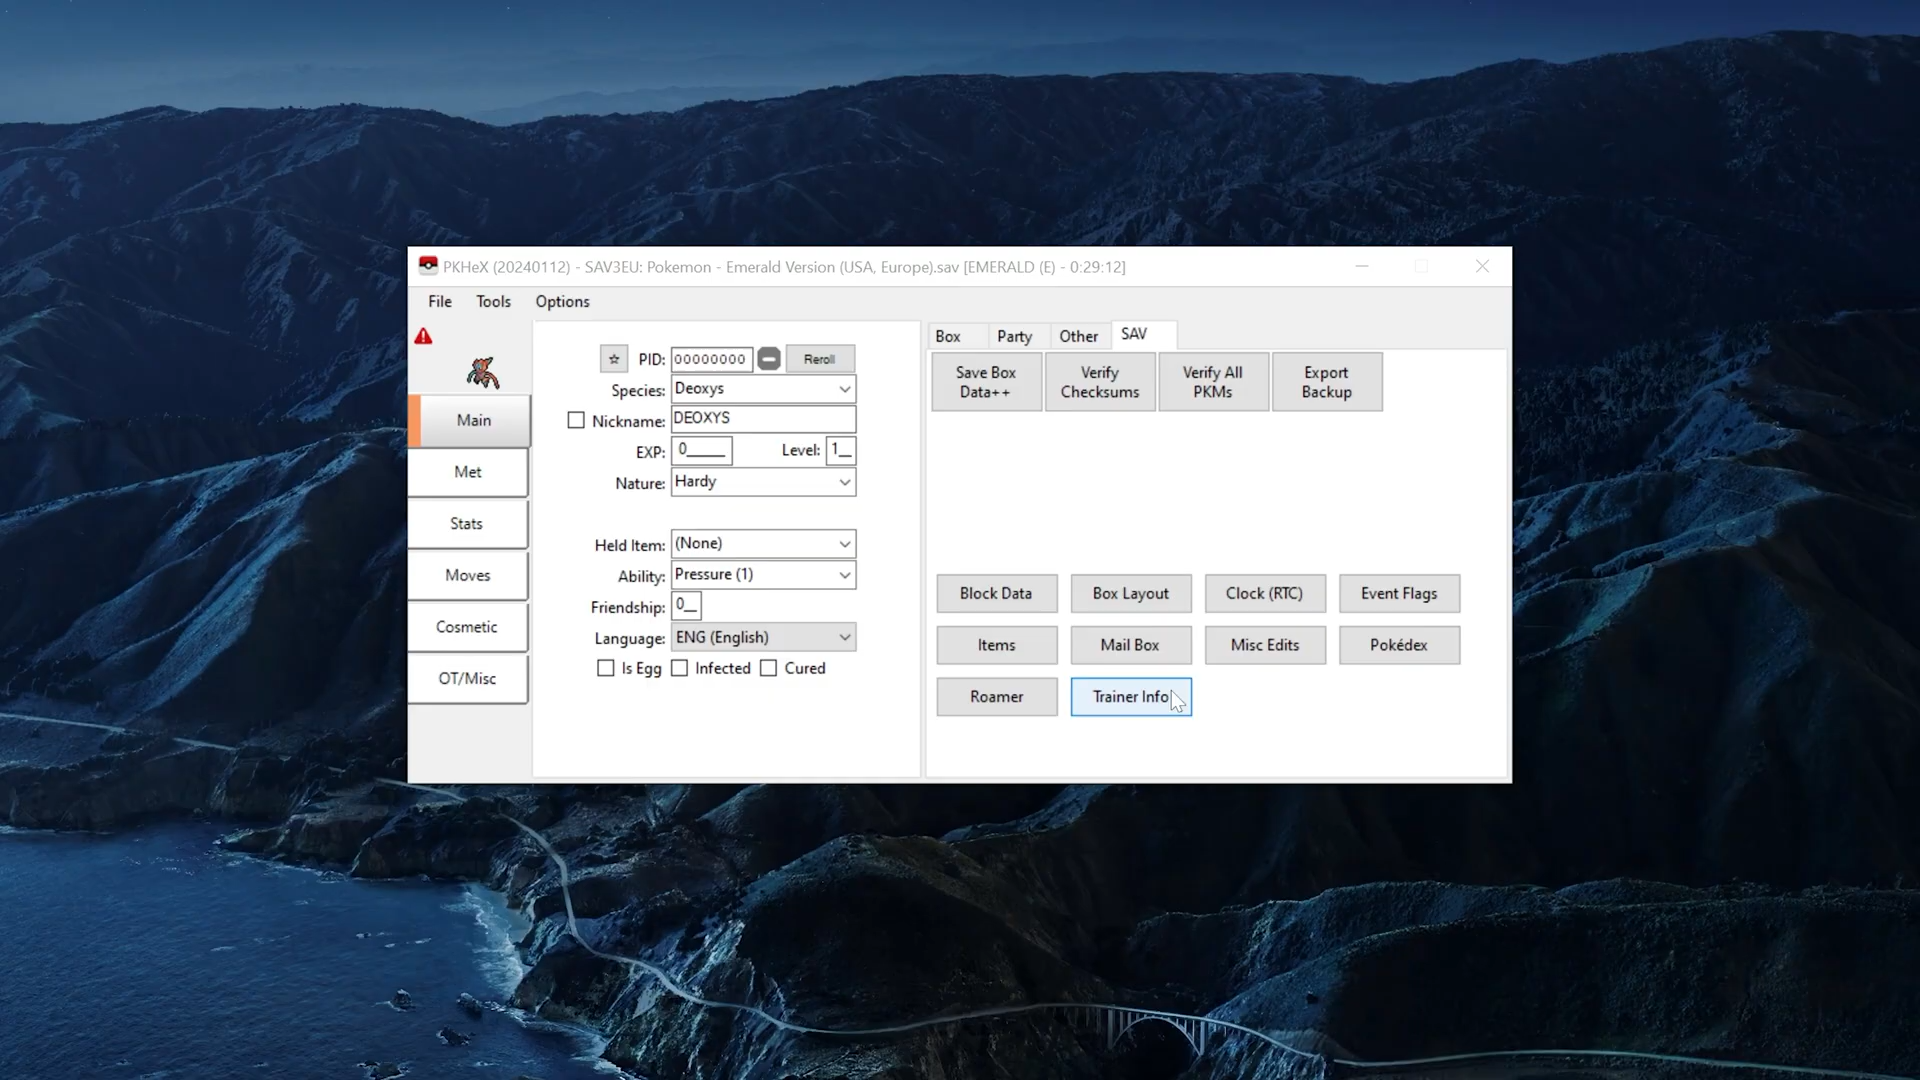 PKHeX (20240112) - SAV3EU: Pokemon - Emerald Version (USA, Europe).sav [EMERALD (E) - 0:29:12]
File Tools Options
Main
Met
Stats
Moves
Cosmetic
OT/Misc
☆ PID: 00000000 Reroll
Species: Deoxys
Nickname: DEOXYS
EXP: 0_____ Level: 1__
Nature: Hardy
Held Item: (None)
Ability: Pressure (1)
Friendship: 0__
Language: ENG (English)
Is Egg Infected Cured
Box Party Other SAV
Save Box
Data++
Verify
Checksums
Verify All
PKMs
Export
Backup
Block Data Box Layout Clock (RTC) Event Flags
Items Mail Box Misc Edits Pokédex
Roamer Trainer Info